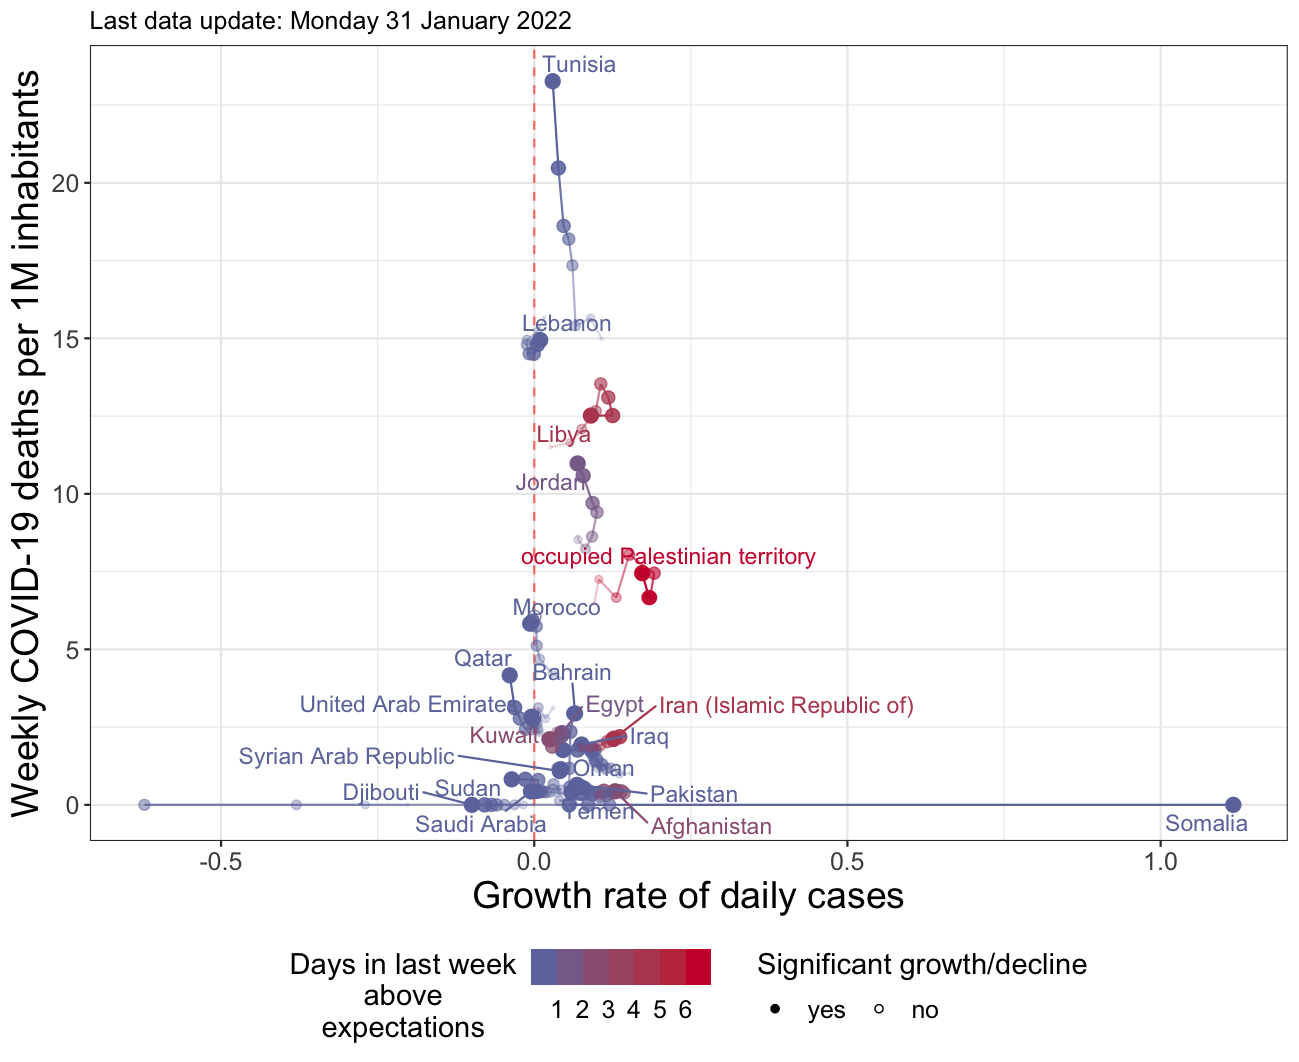 Last data update: Monday 31 January 2022
Weekly COVID-19 deaths per 1M inhabitants
20
15
10
5
0
Tunisia
Lebanon
Libya
Jordan
occupied Palestinian territory
Morocco
Qatar
Bahrain
United Arab Emirates
Egypt
Iran (Islamic Republic of)
Kuwait
Iraq
Syrian Arab Republic
Oman
Djibouti
Sudan
Pakistan
Yemen
Saudi Arabia
Afghanistan
Somalia
-0.5
0.0
0.5
1.0
Growth rate of daily cases
Days in last week
above
expectations
1 2 3 4 5 6
Significant growth/decline
yes
no